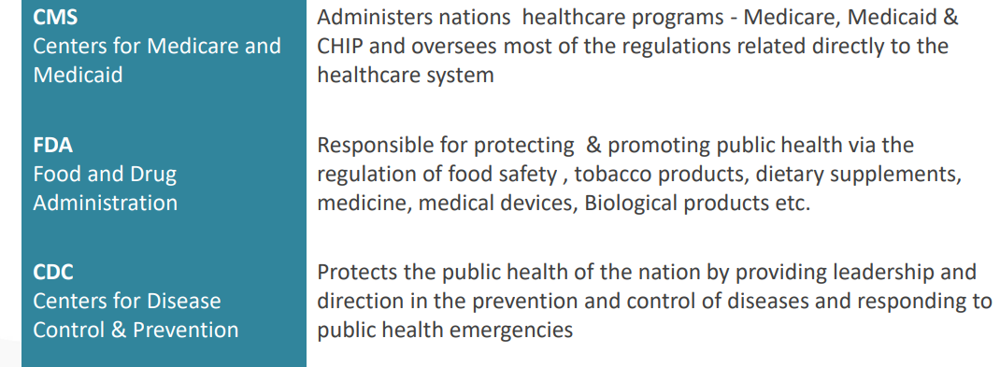 CMS
Centers for Medicare and
Medicaid
Administers nations  healthcare programs - Medicare, Medicaid &
CHIP and oversees most of the regulations related directly to the
healthcare system
FDA
Food and Drug
Administration
Responsible for protecting  & promoting public health via the
regulation of food safety , tobacco products, dietary supplements,
medicine, medical devices, Biological products etc.
CDC
Centers for Disease
Control & Prevention
Protects the public health of the nation by providing leadership and
direction in the prevention and control of diseases and responding to
public health emergencies